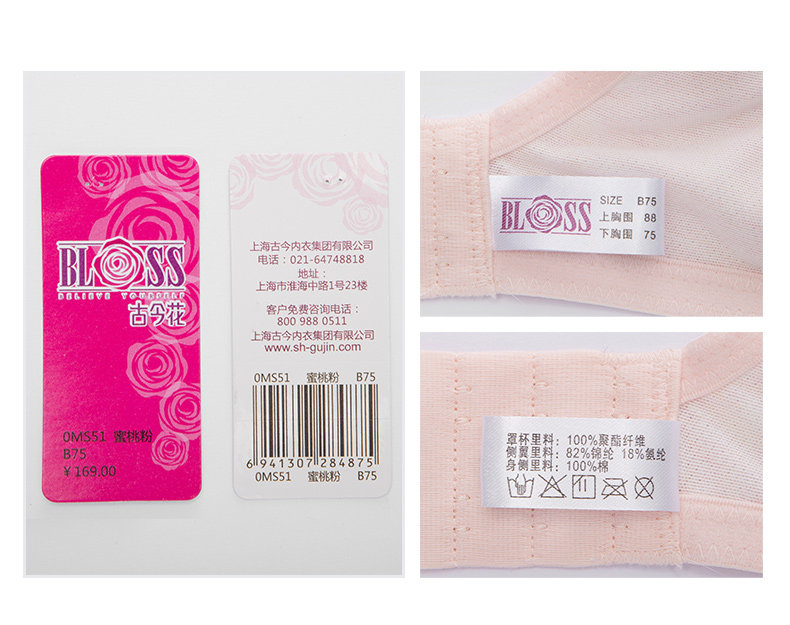 BLOSS
BELIEVE YOURSELF
古今花
0MS51 蜜桃粉
B75
¥169.00
上海古今内衣集团有限公司
电话：021-64748818
地址：
上海市淮海中路1号23楼
客户免费咨询电话：
800 988 0511
上海古今内衣集团有限公司
www.sh-gujin.com
0MS51 蜜桃粉 B75
6 941307 284875
0MS51 蜜桃粉 B75
BLOSS
SIZE B75
上胸围 88
下胸围 75
罩杯里料：100%聚酯纤维
侧翼里料：82%锦纶 18%氨纶
身侧里料：100%棉